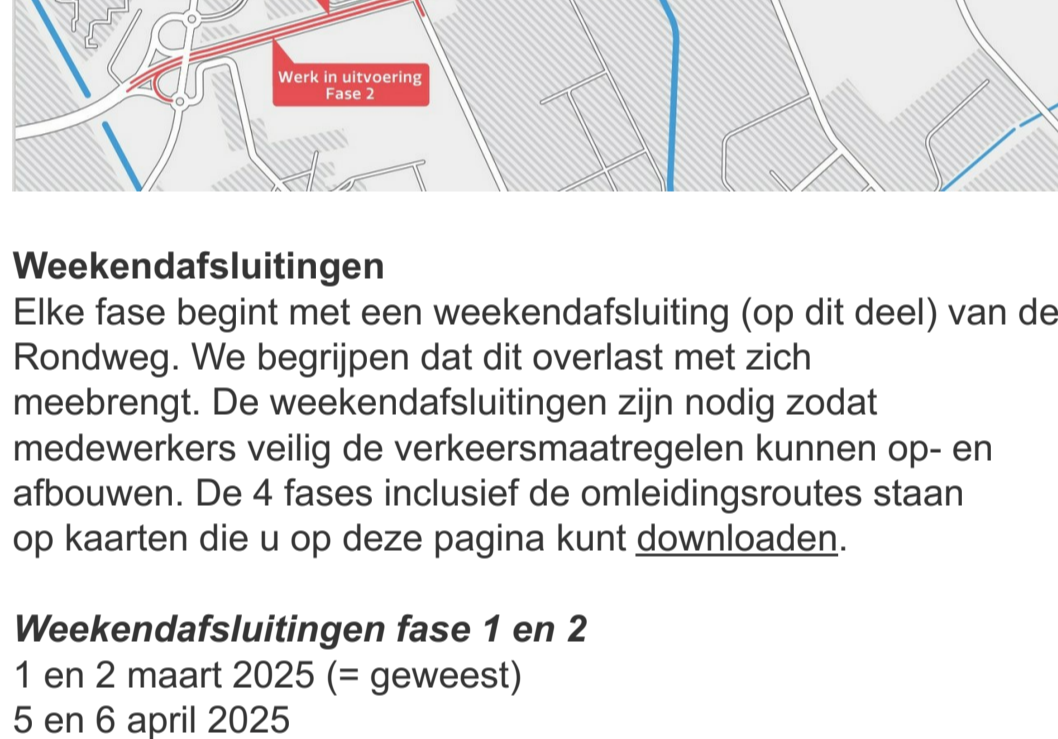 Werk in uitvoering
Fase 2
Weekendafsluitingen
Elke fase begint met een weekendafsluiting (op dit deel) van de
Rondweg. We begrijpen dat dit overlast met zich
meebrengt. De weekendafsluitingen zijn nodig zodat
medewerkers veilig de verkeersmaatregelen kunnen op- en
afbouwen. De 4 fases inclusief de omleidingsroutes staan
op kaarten die u op deze pagina kunt downloaden.
Weekendafsluitingen fase 1 en 2
1 en 2 maart 2025 (= geweest)
5 en 6 april 2025